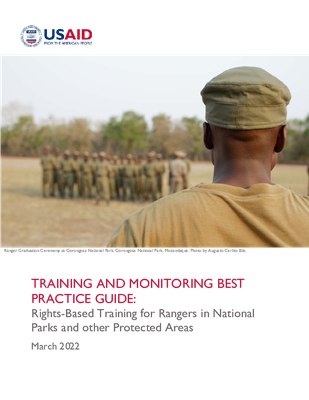 USAID
FROM THE AMERICAN PEOPLE
Ranger Graduation Ceremony at Gorongosa National Park, Gorongosa National Park, Mozambique. Photo by Augusto Carlos Bila.
TRAINING AND MONITORING BEST
PRACTICE GUIDE:
Rights-Based Training for Rangers in National
Parks and other Protected Areas
March 2022